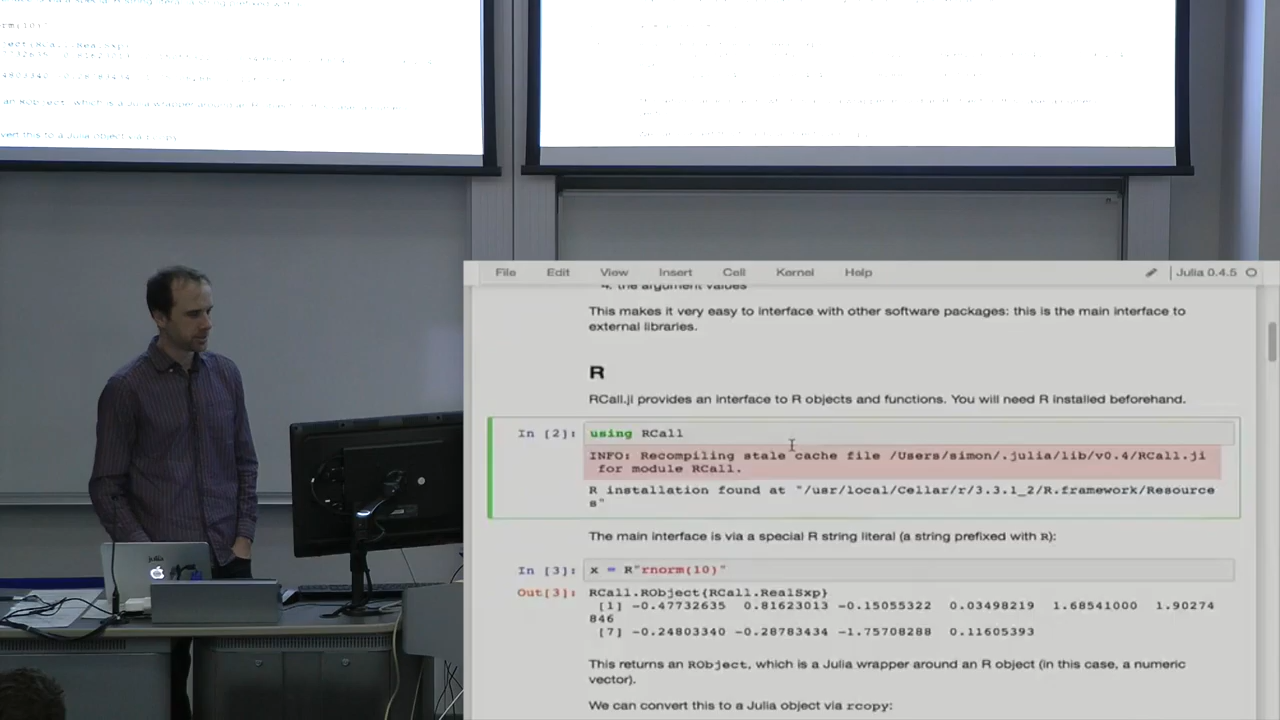 File Edit View Insert Cell Kernel Help Julia 0.4.5
4. the argument values
This makes it very easy to interface with other software packages: this is the main interface to
external libraries.
R
RCall.jl provides an interface to R objects and functions. You will need R installed beforehand.
In [2]: using RCall
INFO: Recompiling stale cache file /Users/simon/.julia/lib/v0.4/RCall.ji
for module RCall.
R installation found at "/usr/local/Cellar/r/3.3.1_2/R.framework/Resource
s"
The main interface is via a special R string literal (a string prefixed with R):
In [3]: x = R"rnorm(10)"
Out[3]: RCall.RObject{RCall.RealSxp}
[1] -0.47732635 0.81623013 -0.15055322 0.03498219 1.68541000 1.90274
846
[7] -0.24803340 -0.28783434 -1.75708288 0.11605393
This returns an RObject, which is a Julia wrapper around an R object (in this case, a numeric
vector).
We can convert this to a Julia object via rcopy:
julia